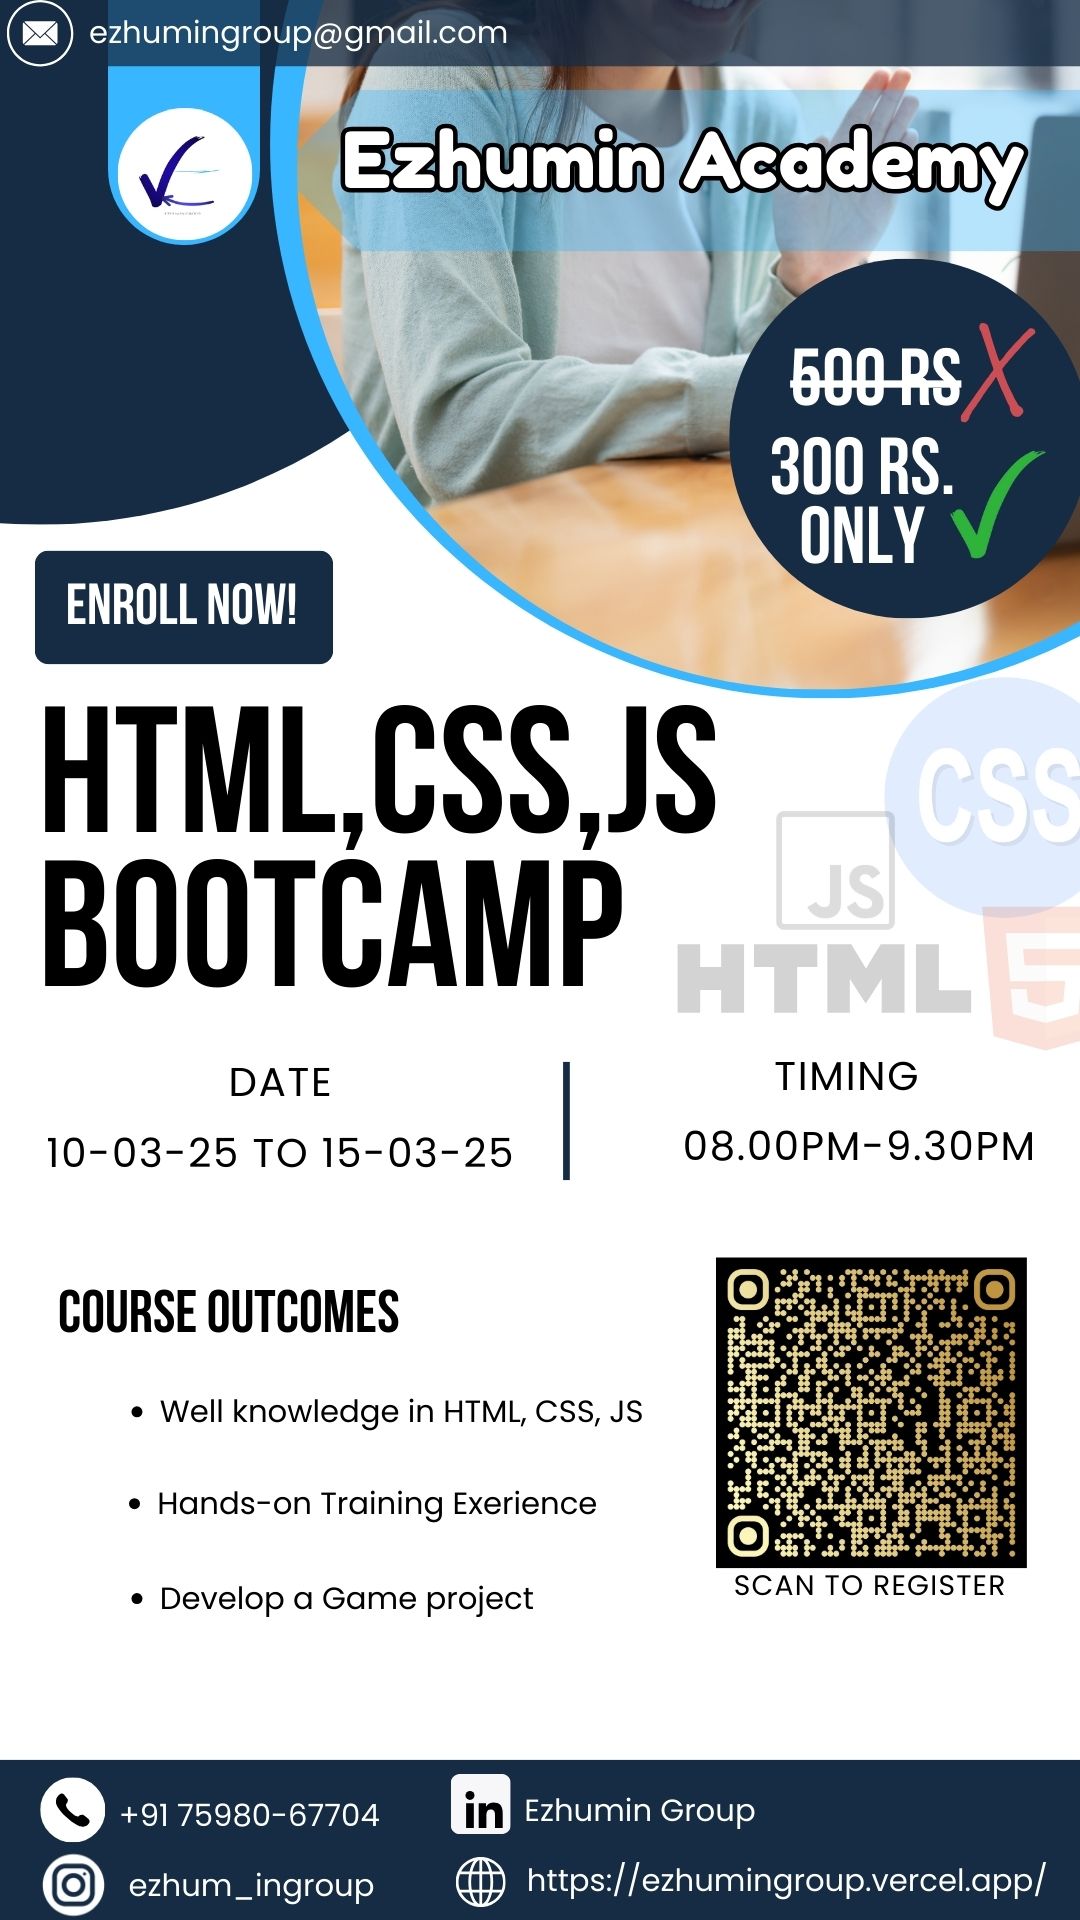 ezhumingroup@gmail.com
Ezhumin Academy
500 RS
300 RS.
ONLY
ENROLL NOW!
HTML,CSS,JS
BOOTCAMP
CSS
JS
HTML
5
DATE
10-03-25 TO 15-03-25
TIMING
08.00PM-9.30PM
COURSE OUTCOMES
• Well knowledge in HTML, CSS, JS
• Hands-on Training Exerience
• Develop a Game project
SCAN TO REGISTER
+91 75980-67704
in Ezhumin Group
ezhum_ingroup
https://ezhumingroup.vercel.app/